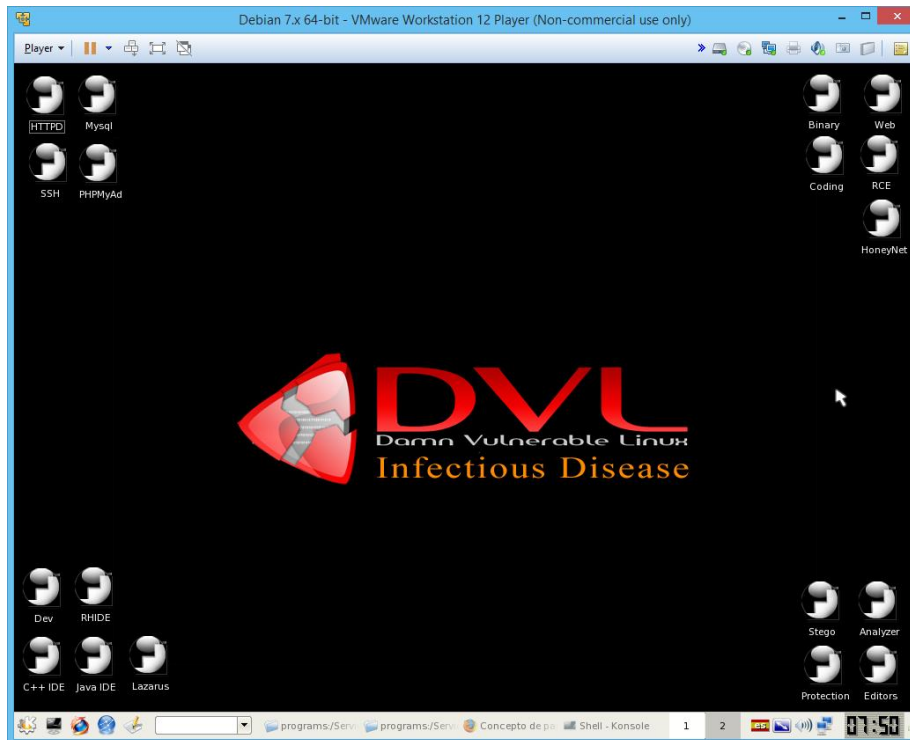 Debian 7.x 64-bit - VMware Workstation 12 Player (Non-commercial use only)
Player
HTTPD
Mysql
Binary
Web
SSH
PHPMyAd
Coding
RCE
HoneyNet
DVL
Damn Vulnerable Linux
Infectious Disease
Dev
RHIDE
Stego
Analyzer
C++ IDE
Java IDE
Lazarus
Protection
Editors
programs:/Serv
programs:/Serv
Concepto de pa
Shell - Konsole
1
2
07:50